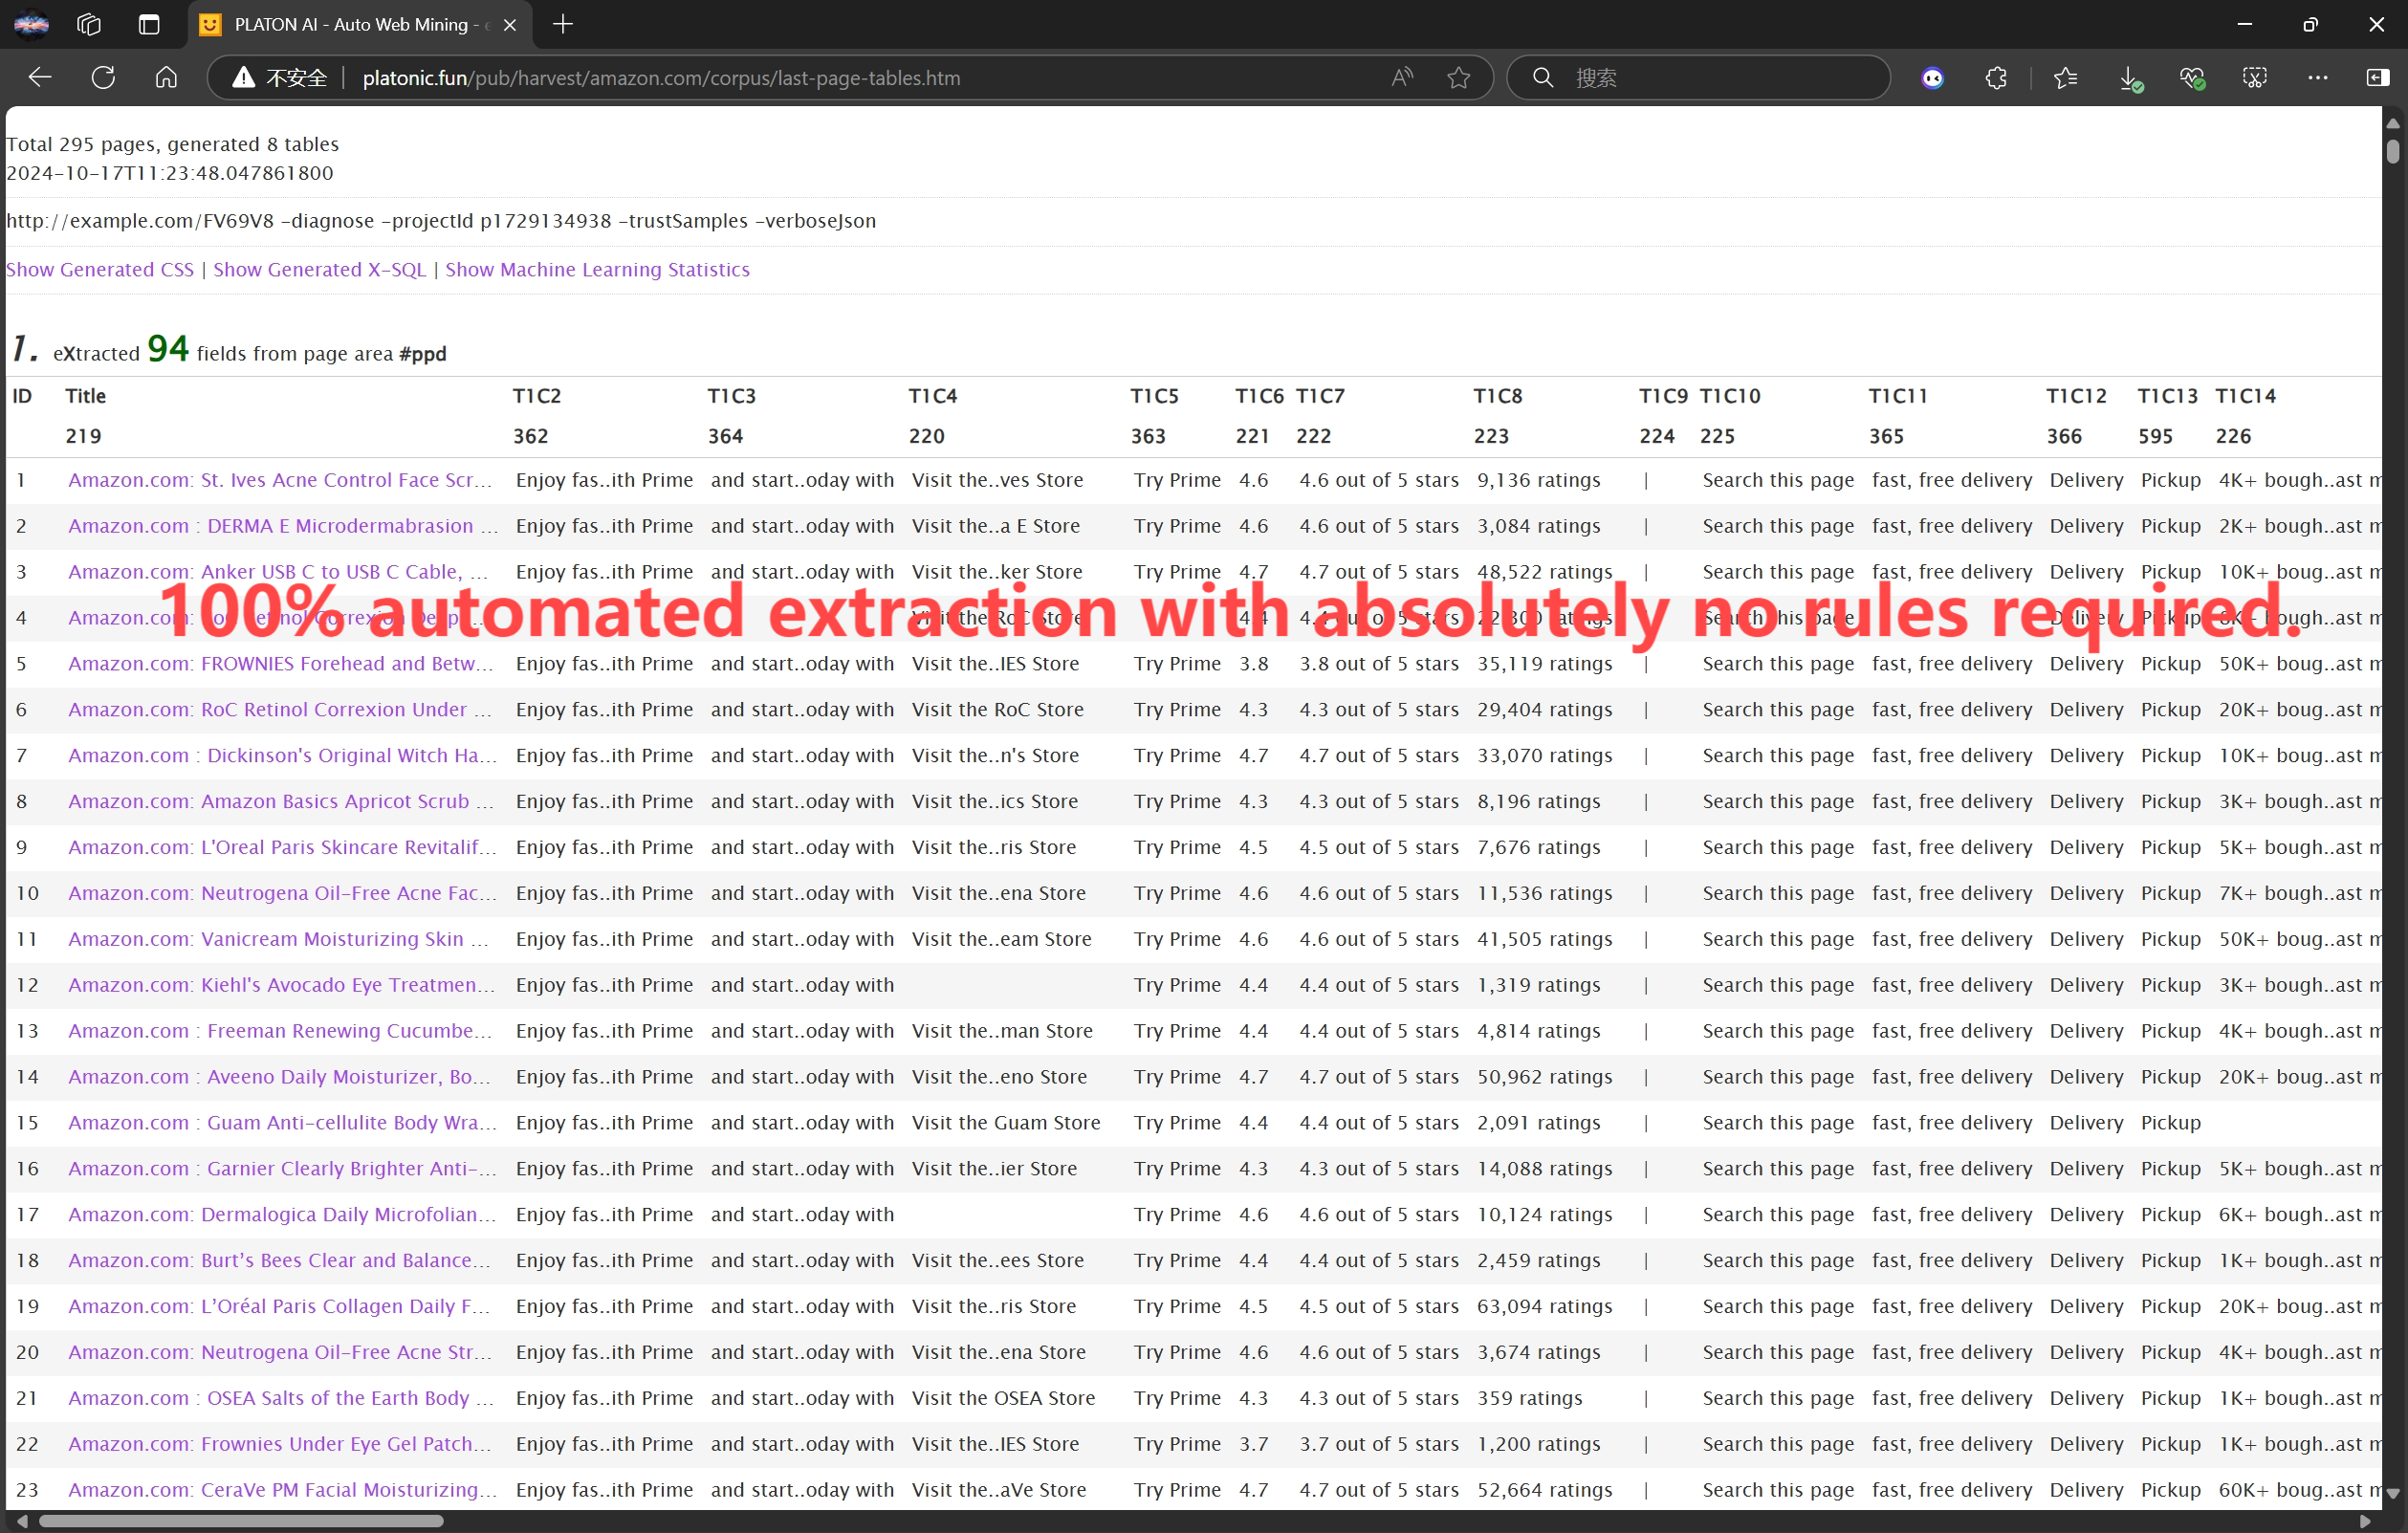 PLATON AI - Auto Web Mining -
不安全 platonic.fun/pub/harvest/amazon.com/corpus/last-page-tables.htm 搜索
Total 295 pages, generated 8 tables
2024-10-17T11:23:48.047861800
http://example.com/FV69V8 -diagnose -projectId p1729134938 -trustSamples -verboseJson
Show Generated CSS | Show Generated X-SQL | Show Machine Learning Statistics
1. eXtracted 94 fields from page area #ppd
ID Title T1C2 T1C3 T1C4 T1C5 T1C6 T1C7 T1C8 T1C9 T1C10 T1C11 T1C12 T1C13 T1C14
219 362 364 220 363 221 222 223 224 225 365 366 595 226
1 Amazon.com: St. Ives Acne Control Face Scr... Enjoy fas..ith Prime and start..oday with Visit the..ves Store Try Prime 4.6 4.6 out of 5 stars 9,136 ratings | Search this page fast, free delivery Delivery Pickup 4K+ bough..ast
2 Amazon.com : DERMA E Microdermabrasion ... Enjoy fas..ith Prime and start..oday with Visit the..a E Store Try Prime 4.6 4.6 out of 5 stars 3,084 ratings | Search this page fast, free delivery Delivery Pickup 2K+ bough..ast
3 Amazon.com: Anker USB C to USB C Cable, ... Enjoy fas..ith Prime and start..oday with Visit the..ker Store Try Prime 4.7 4.7 out of 5 stars 48,522 ratings | Search this page fast, free delivery Delivery Pickup 10K+ boug..ast
100% automated extraction with absolutely no rules required.
4 Amazon.com: RoC Retinol Correxion Visit the RoC Store 4.4 4.4 out of 5 stars ratings Search this page Delivery Pickup boug..ast
5 Amazon.com: FROWNIES Forehead and Betw... Enjoy fas..ith Prime and start..oday with Visit the..IES Store Try Prime 3.8 3.8 out of 5 stars 35,119 ratings | Search this page fast, free delivery Delivery Pickup 50K+ boug..ast
6 Amazon.com: RoC Retinol Correxion Under ... Enjoy fas..ith Prime and start..oday with Visit the RoC Store Try Prime 4.3 4.3 out of 5 stars 29,404 ratings | Search this page fast, free delivery Delivery Pickup 20K+ boug..ast
7 Amazon.com : Dickinson's Original Witch Ha... Enjoy fas..ith Prime and start..oday with Visit the..n's Store Try Prime 4.7 4.7 out of 5 stars 33,070 ratings | Search this page fast, free delivery Delivery Pickup 10K+ boug..ast
8 Amazon.com: Amazon Basics Apricot Scrub ... Enjoy fas..ith Prime and start..oday with Visit the..ics Store Try Prime 4.3 4.3 out of 5 stars 8,196 ratings | Search this page fast, free delivery Delivery Pickup 3K+ bough..ast
9 Amazon.com: L'Oreal Paris Skincare Revitalif... Enjoy fas..ith Prime and start..oday with Visit the..ris Store Try Prime 4.5 4.5 out of 5 stars 7,676 ratings | Search this page fast, free delivery Delivery Pickup 5K+ bough..ast
10 Amazon.com: Neutrogena Oil-Free Acne Fac... Enjoy fas..ith Prime and start..oday with Visit the..ena Store Try Prime 4.6 4.6 out of 5 stars 11,536 ratings | Search this page fast, free delivery Delivery Pickup 7K+ bough..ast
11 Amazon.com: Vanicream Moisturizing Skin ... Enjoy fas..ith Prime and start..oday with Visit the..eam Store Try Prime 4.6 4.6 out of 5 stars 41,505 ratings | Search this page fast, free delivery Delivery Pickup 50K+ boug..ast
12 Amazon.com: Kiehl's Avocado Eye Treatmen... Enjoy fas..ith Prime and start..oday with Try Prime 4.4 4.4 out of 5 stars 1,319 ratings | Search this page fast, free delivery Delivery Pickup 3K+ bough..ast
13 Amazon.com : Freeman Renewing Cucumbe... Enjoy fas..ith Prime and start..oday with Visit the..man Store Try Prime 4.4 4.4 out of 5 stars 4,814 ratings | Search this page fast, free delivery Delivery Pickup 4K+ bough..ast
14 Amazon.com : Aveeno Daily Moisturizer, Bo... Enjoy fas..ith Prime and start..oday with Visit the..eno Store Try Prime 4.7 4.7 out of 5 stars 50,962 ratings | Search this page fast, free delivery Delivery Pickup 20K+ boug..ast
15 Amazon.com : Guam Anti-cellulite Body Wra... Enjoy fas..ith Prime and start..oday with Visit the Guam Store Try Prime 4.4 4.4 out of 5 stars 2,091 ratings | Search this page fast, free delivery Delivery Pickup
16 Amazon.com : Garnier Clearly Brighter Anti-... Enjoy fas..ith Prime and start..oday with Visit the..ier Store Try Prime 4.3 4.3 out of 5 stars 14,088 ratings | Search this page fast, free delivery Delivery Pickup 5K+ bough..ast
17 Amazon.com: Dermalogica Daily Microfolian... Enjoy fas..ith Prime and start..oday with Try Prime 4.6 4.6 out of 5 stars 10,124 ratings | Search this page fast, free delivery Delivery Pickup 6K+ bough..ast
18 Amazon.com: Burt’s Bees Clear and Balance... Enjoy fas..ith Prime and start..oday with Visit the..ees Store Try Prime 4.4 4.4 out of 5 stars 2,459 ratings | Search this page fast, free delivery Delivery Pickup 1K+ bough..ast
19 Amazon.com: L’Oréal Paris Collagen Daily F... Enjoy fas..ith Prime and start..oday with Visit the..ris Store Try Prime 4.5 4.5 out of 5 stars 63,094 ratings | Search this page fast, free delivery Delivery Pickup 20K+ boug..ast
20 Amazon.com: Neutrogena Oil-Free Acne Str... Enjoy fas..ith Prime and start..oday with Visit the..ena Store Try Prime 4.6 4.6 out of 5 stars 3,674 ratings | Search this page fast, free delivery Delivery Pickup 4K+ bough..ast
21 Amazon.com : OSEA Salts of the Earth Body ... Enjoy fas..ith Prime and start..oday with Visit the OSEA Store Try Prime 4.3 4.3 out of 5 stars 359 ratings | Search this page fast, free delivery Delivery Pickup 1K+ bough..ast
22 Amazon.com: Frownies Under Eye Gel Patch... Enjoy fas..ith Prime and start..oday with Visit the..IES Store Try Prime 3.7 3.7 out of 5 stars 1,200 ratings | Search this page fast, free delivery Delivery Pickup 1K+ bough..ast
23 Amazon.com: CeraVe PM Facial Moisturizing... Enjoy fas..ith Prime and start..oday with Visit the..aVe Store Try Prime 4.7 4.7 out of 5 stars 52,664 ratings | Search this page fast, free delivery Delivery Pickup 60K+ boug..ast